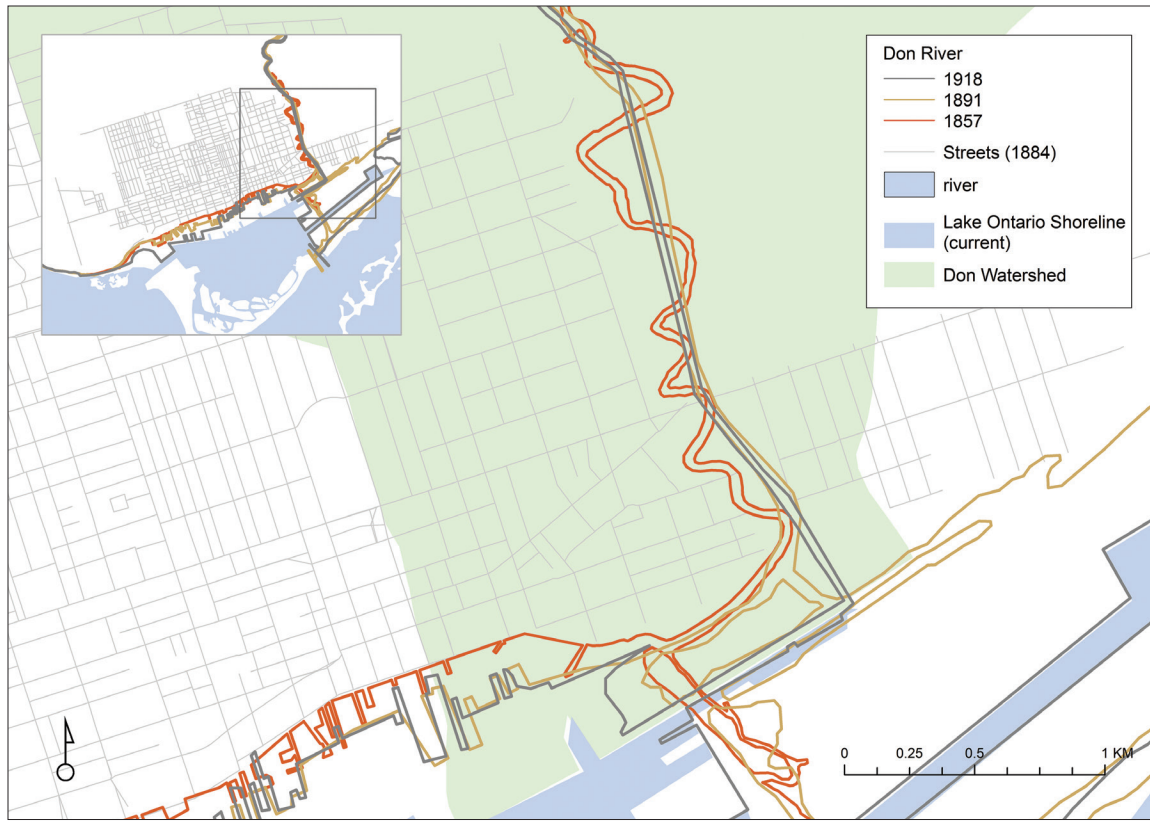 Don River
1918
1891
1857
Streets (1884)
river
Lake Ontario Shoreline
(current)
Don Watershed
0 0.25 0.5 1 KM